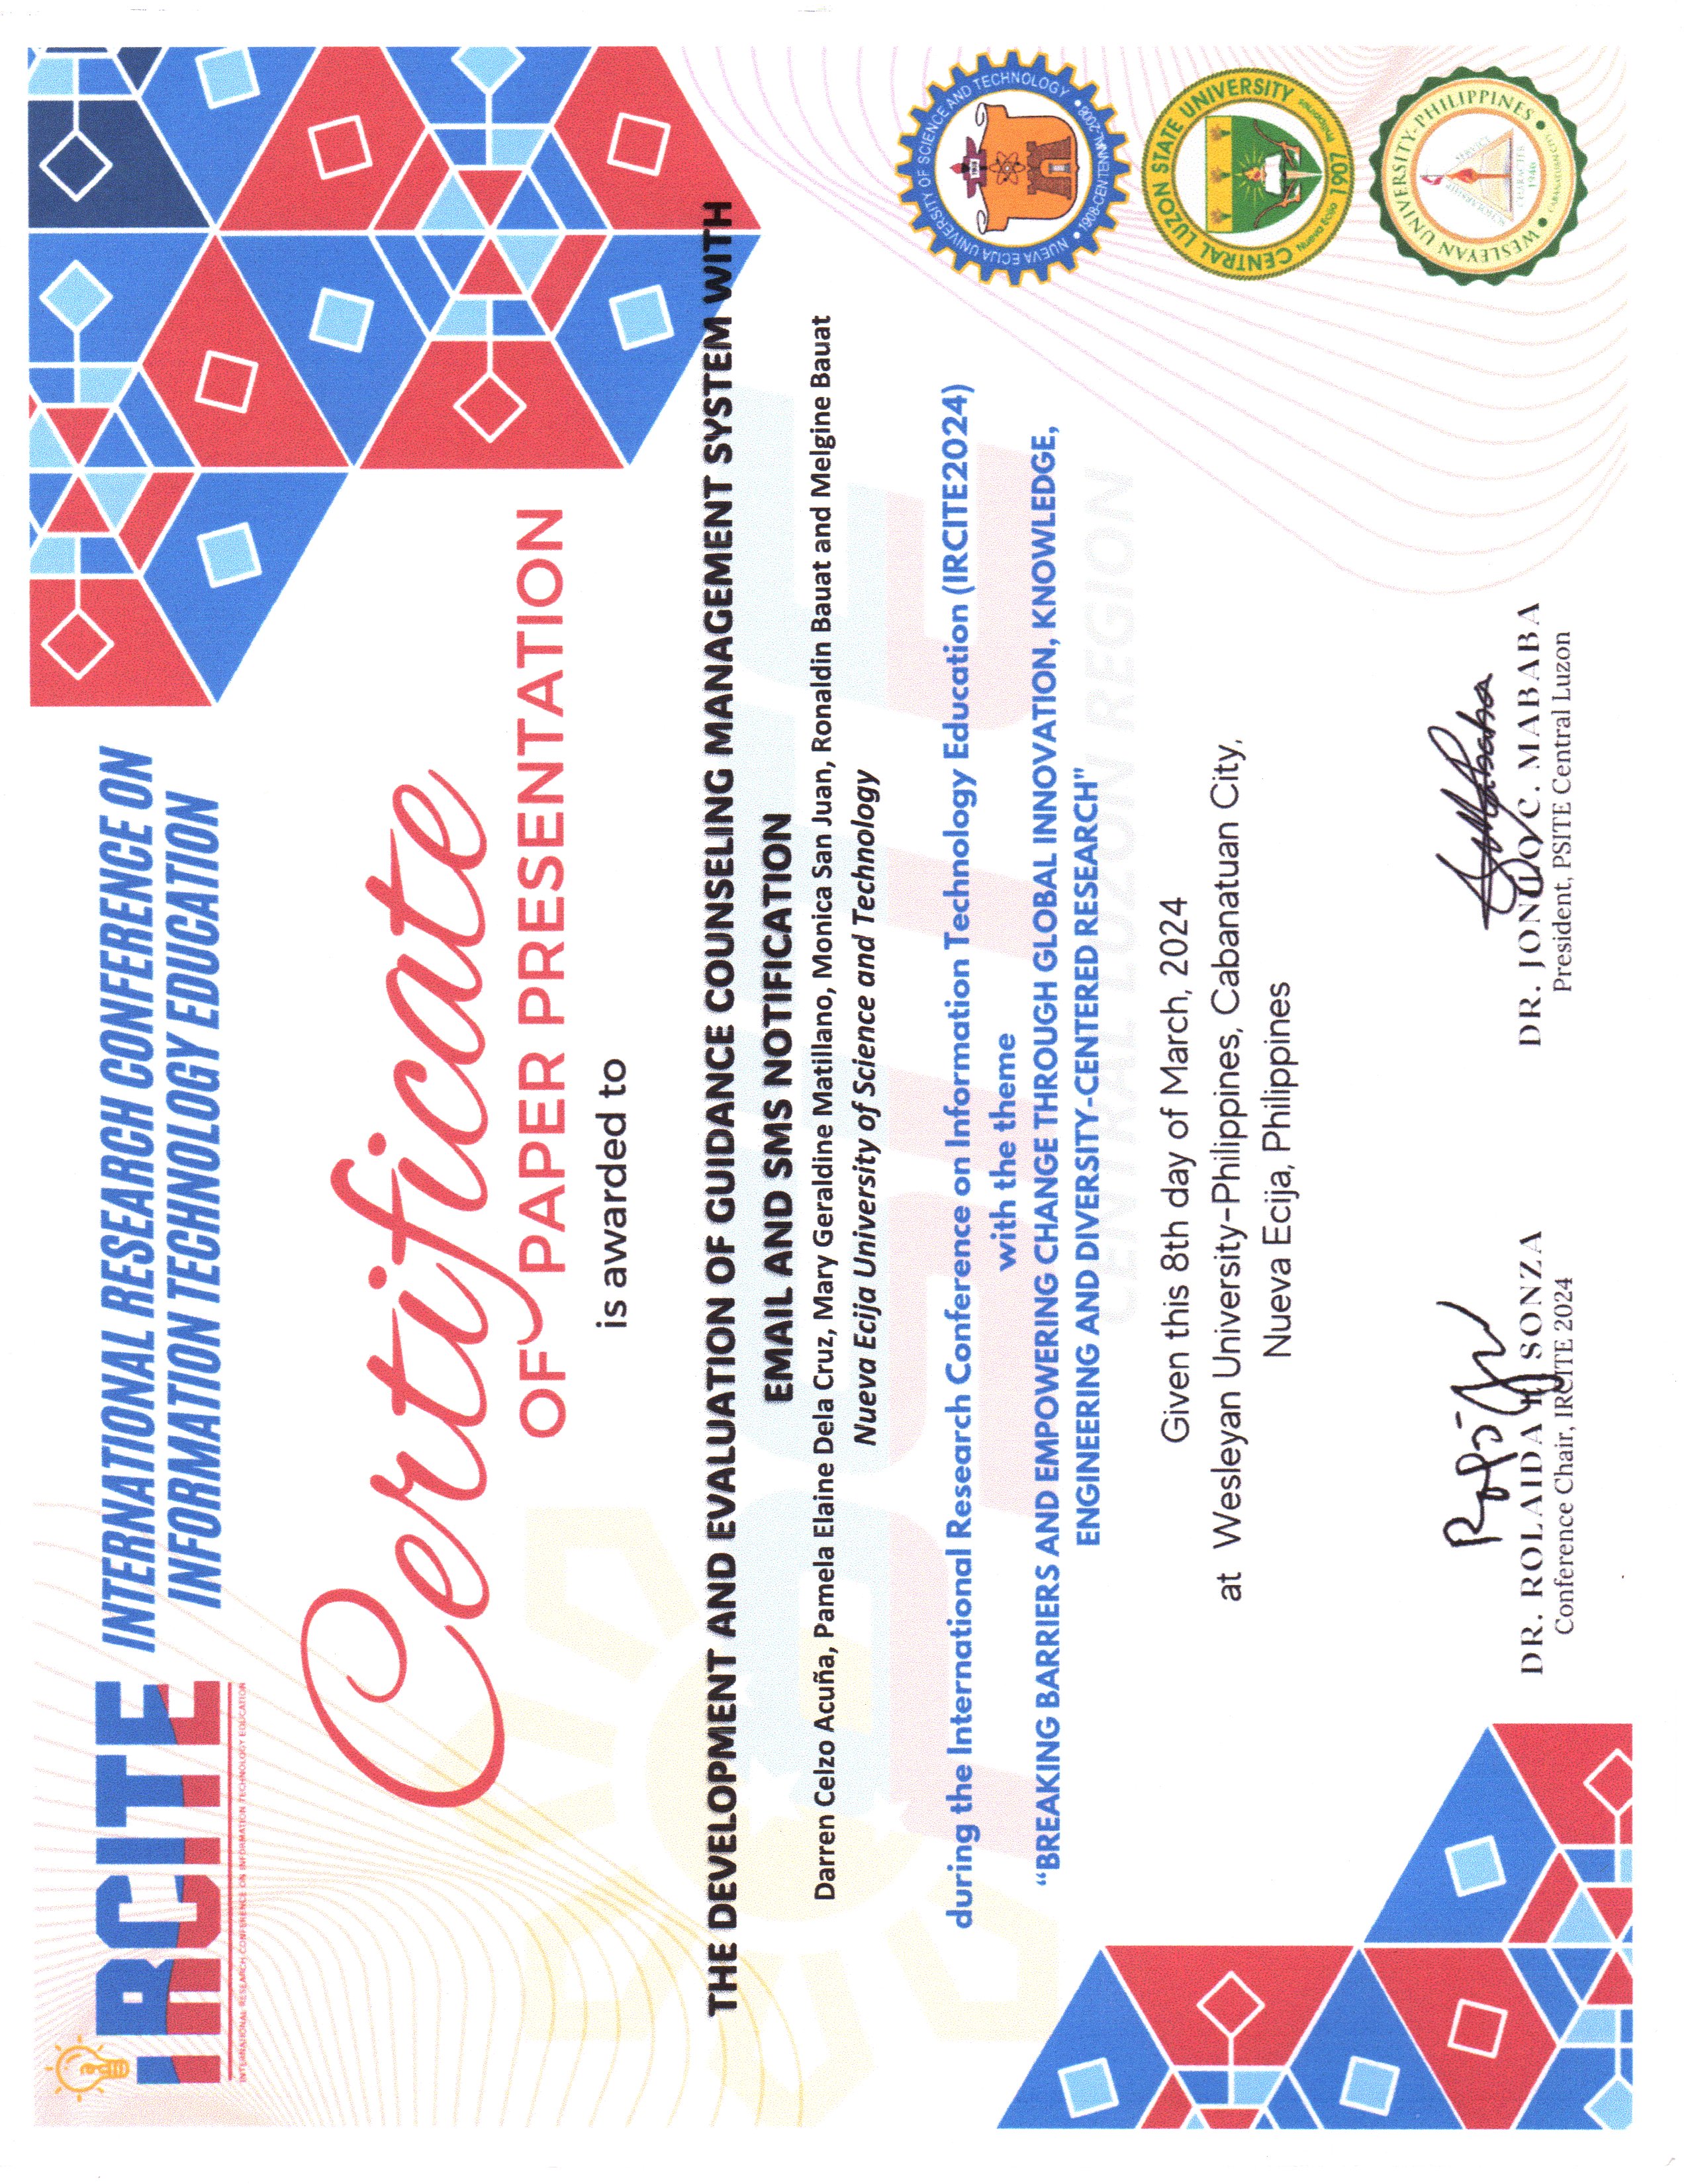 iRCITE
INTERNATIONAL RESEARCH CONFERENCE ON INFORMATION TECHNOLOGY EDUCATION
INTERNATIONAL RESEARCH CONFERENCE ON
INFORMATION TECHNOLOGY EDUCATION
Certificate
OF PAPER PRESENTATION
is awarded to
THE DEVELOPMENT AND EVALUATION OF GUIDANCE COUNSELING MANAGEMENT SYSTEM WITH
EMAIL AND SMS NOTIFICATION
Darren Celzo Acuña, Pamela Elaine Dela Cruz, Mary Geraldine Matillano, Monica San Juan, Ronaldin Bauat and Melgine Bauat
Nueva Ecija University of Science and Technology
PSITE
during the International Research Conference on Information Technology Education (IRCITE2024)
with the theme
“BREAKING BARRIERS AND EMPOWERING CHANGE THROUGH GLOBAL INNOVATION, KNOWLEDGE,
ENGINEERING AND DIVERSITY-CENTERED RESEARCH"
CENTRAL LUZON REGION
Given this 8th day of March, 2024
at Wesleyan University-Philippines, Cabanatuan City,
Nueva Ecija, Philippines
DR. ROLAIDA SONZA
Conference Chair, IRCITE 2024
DR. JONILO C. MABABA
President, PSITE Central Luzon
NUEVA ECIJA UNIVERSITY OF SCIENCE AND TECHNOLOGY
1908
1908-CENTENNIAL-2008
CENTRAL LUZON STATE UNIVERSITY
Nueva Ecija 1907 Philippines
WESLEYAN UNIVERSITY-PHILIPPINES
SCHOLARSHIP
SERVICE
CHARACTER
1946
CABANATUAN CITY